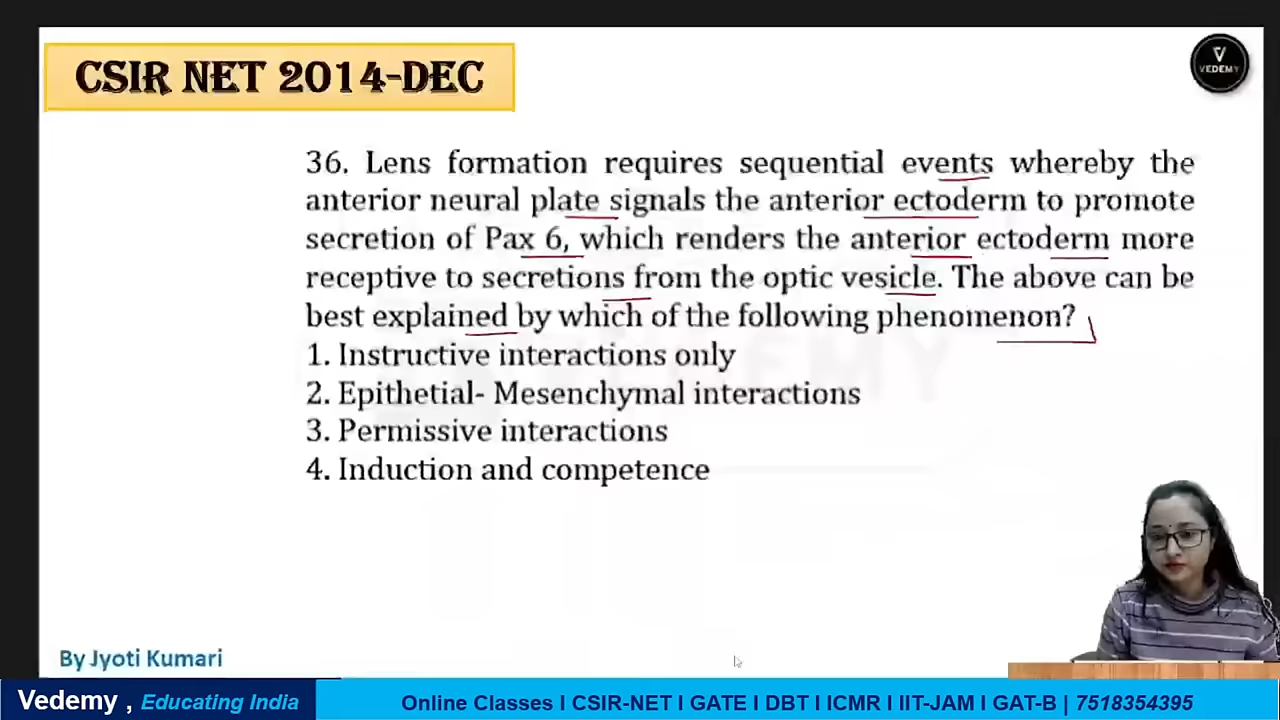 CSIR NET 2014-DEC
V
VEDEMY
36. Lens formation requires sequential events whereby the
anterior neural plate signals the anterior ectoderm to promote
secretion of Pax 6, which renders the anterior ectoderm more
receptive to secretions from the optic vesicle. The above can be
best explained by which of the following phenomenon?
1. Instructive interactions only
2. Epithetial- Mesenchymal interactions
3. Permissive interactions
4. Induction and competence
By Jyoti Kumari
Vedemy , Educating India
Online Classes I CSIR-NET I GATE I DBT I ICMR I IIT-JAM I GAT-B | 7518354395